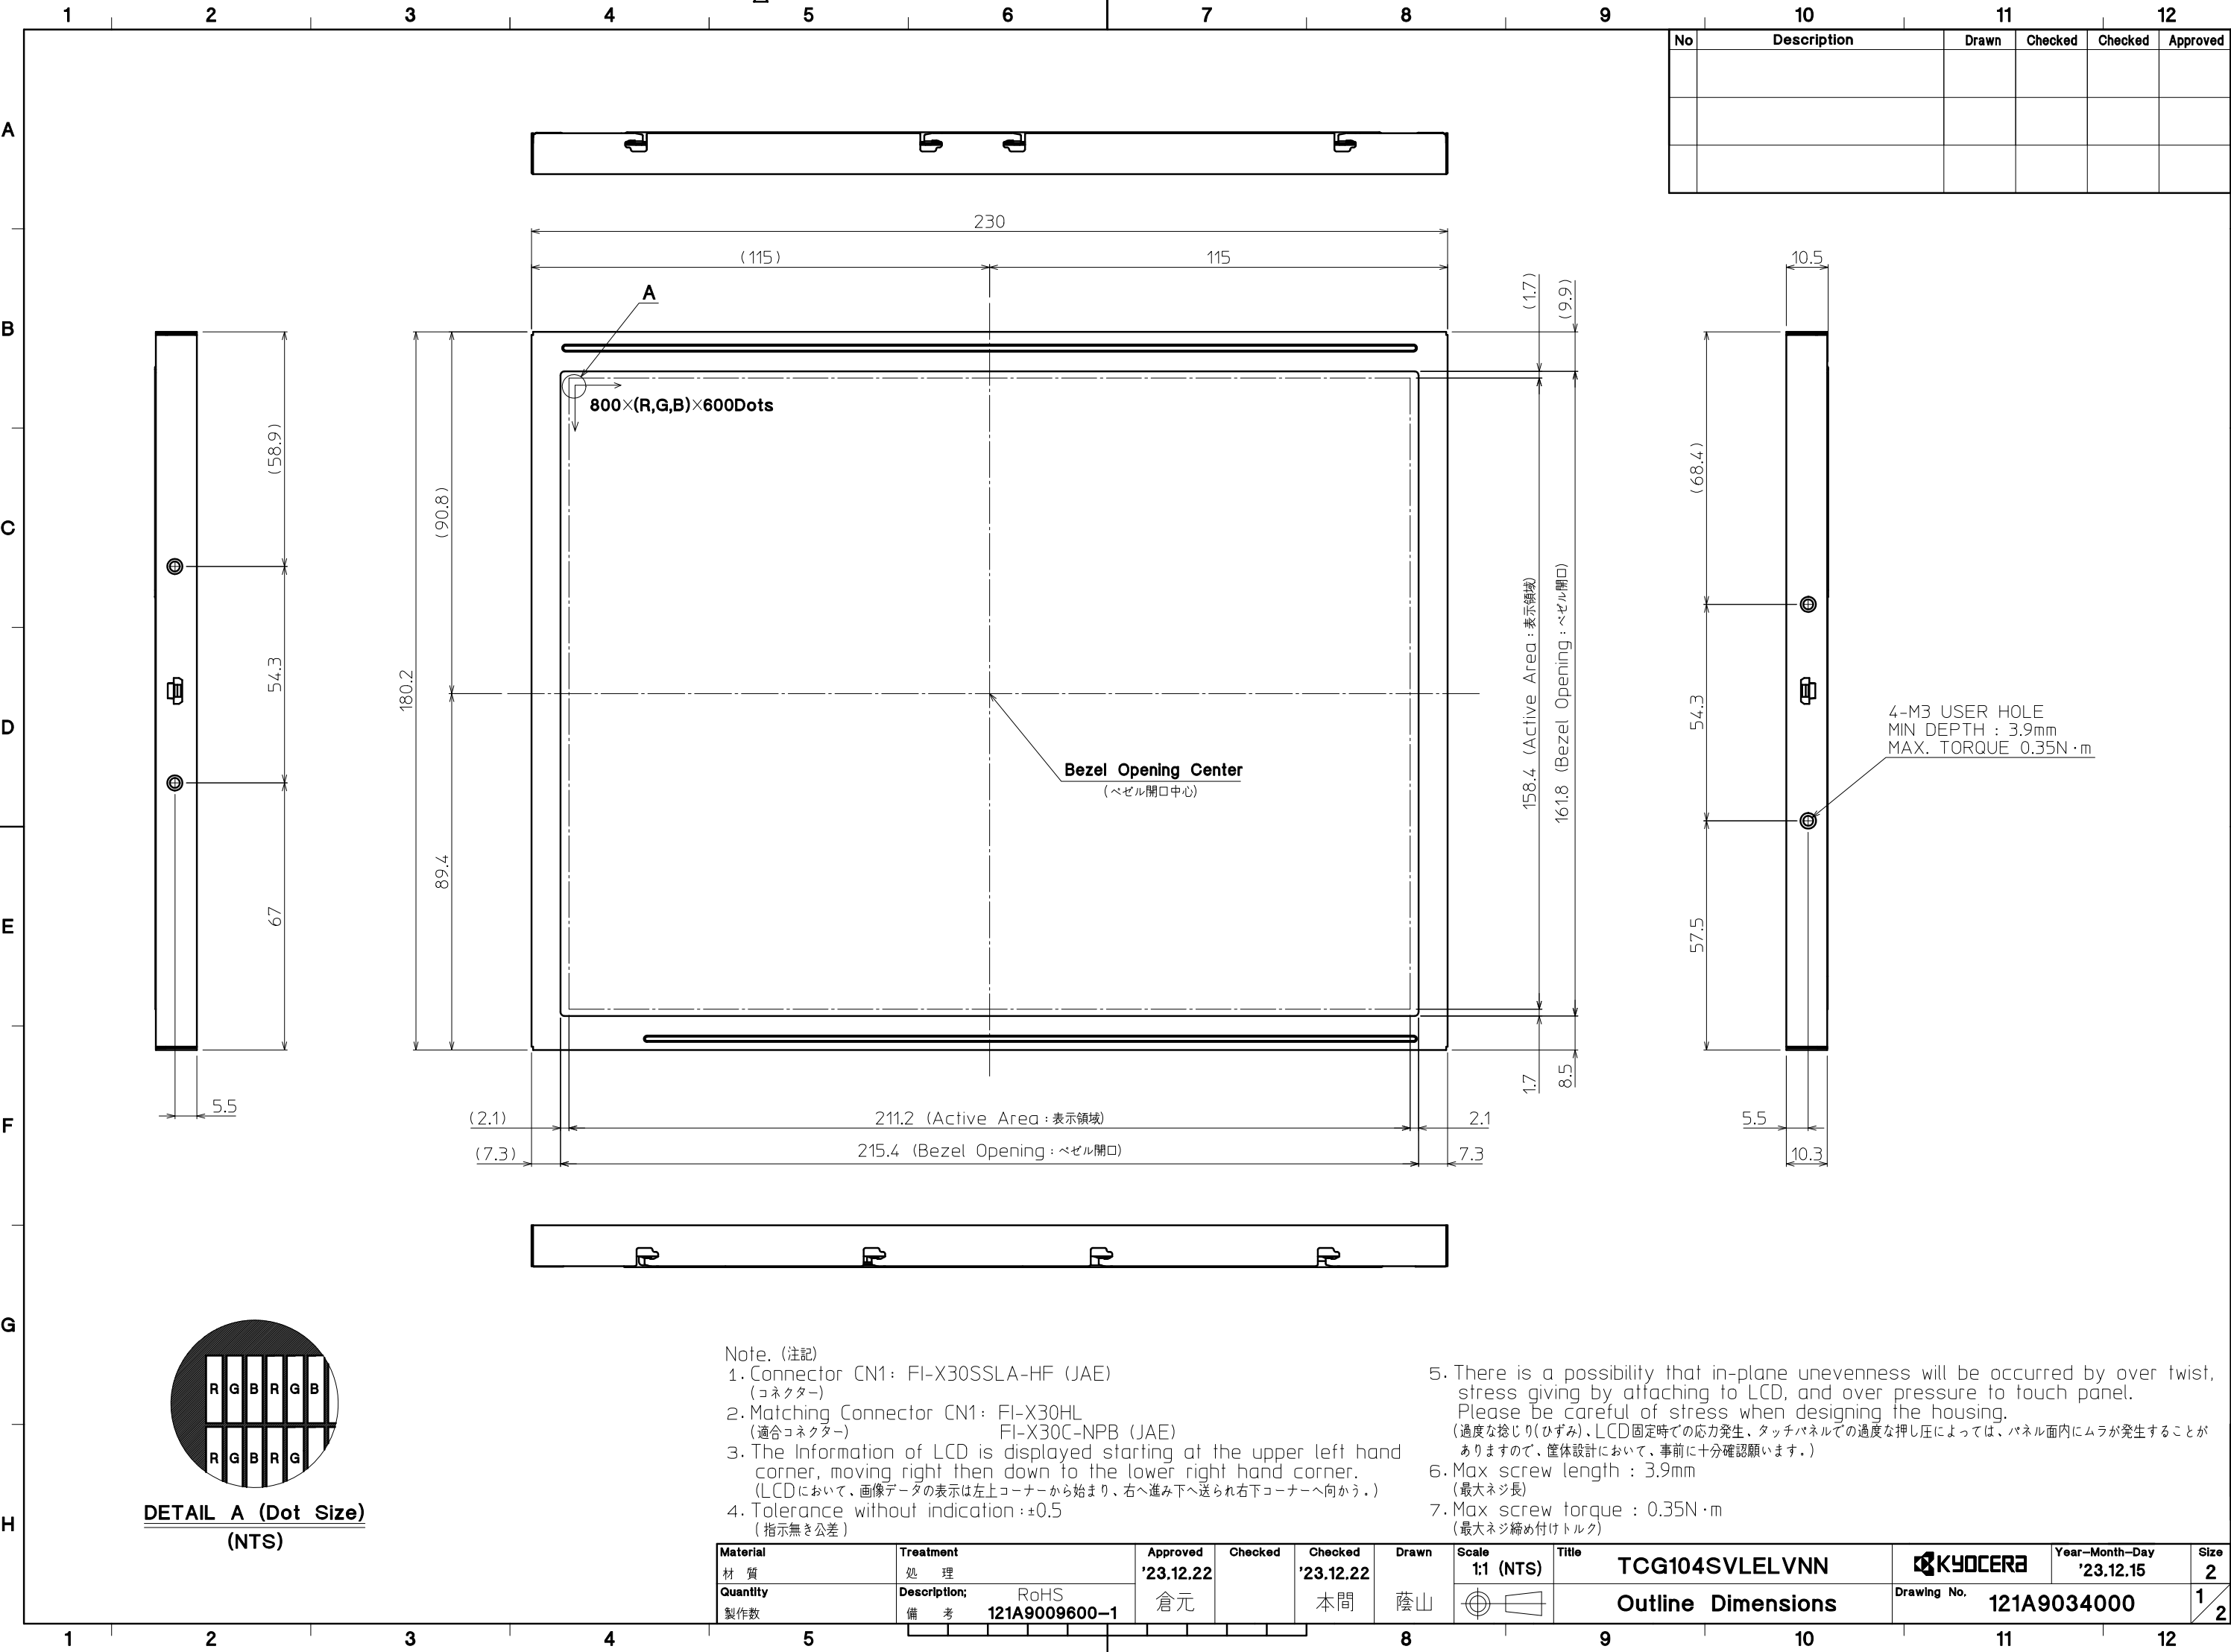 1 2 3 4 5 6 7 8 9 10 11 12
No Description Drawn Checked Checked Approved
A
230
(115) 115
10.5
(1.7)
(9.9)
A
B
800×(R,G,B)×600Dots
(58.9)
(68.4)
(90.8)
C
158.4 (Active Area：表示領域)
161.8 (Bezel Opening：ベゼル開口)
54.3
180.2
54.3
4-M3 USER HOLE
MIN DEPTH : 3.9mm
MAX. TORQUE 0.35N･m
D
Bezel Opening Center
(ベゼル開口中心)
89.4
67
57.5
E
1.7
8.5
5.5
(2.1) 211.2 (Active Area：表示領域) 2.1
5.5
F
(7.3) 215.4 (Bezel Opening：ベゼル開口) 7.3
10.3
G
R G B R G B
R G B R G
DETAIL A (Dot Size)
(NTS)
H
Note. (注記)
1. Connector CN1: FI-X30SSLA-HF (JAE)
(コネクター)
2. Matching Connector CN1: FI-X30HL
(適合コネクター) FI-X30C-NPB (JAE)
3. The Information of LCD is displayed starting at the upper left hand
corner, moving right then down to the lower right hand corner.
(LCDにおいて、画像データの表示は左上コーナーから始まり、右へ進み下へ送られ右下コーナーへ向かう。)
4. Tolerance without indication：±0.5
(指示無き公差)
5. There is a possibility that in-plane unevenness will be occurred by over twist,
stress giving by attaching to LCD, and over pressure to touch panel.
Please be careful of stress when designing the housing.
(過度な捻じり(ひずみ)、LCD固定時での応力発生、タッチパネルでの過度な押し圧によっては、パネル面内にムラが発生することが
ありますので、筐体設計において、事前に十分確認願います。)
6. Max screw length : 3.9mm
(最大ネジ長)
7. Max screw torque : 0.35N･m
(最大ネジ締め付けトルク)
Material Treatment Approved Checked Checked Drawn Scale Title Year-Month-Day Size
材 質 処 理 '23.12.22 '23.12.22 1:1 (NTS) TCG104SVLELVNN KYOCERA '23.12.15 2
Quantity Description; RoHS Drawing No.
製作数 備 考 121A9009600-1 倉元 本間 蔭山 Outline Dimensions 121A9034000 1/2
1 2 3 4 5 8 9 10 11 12